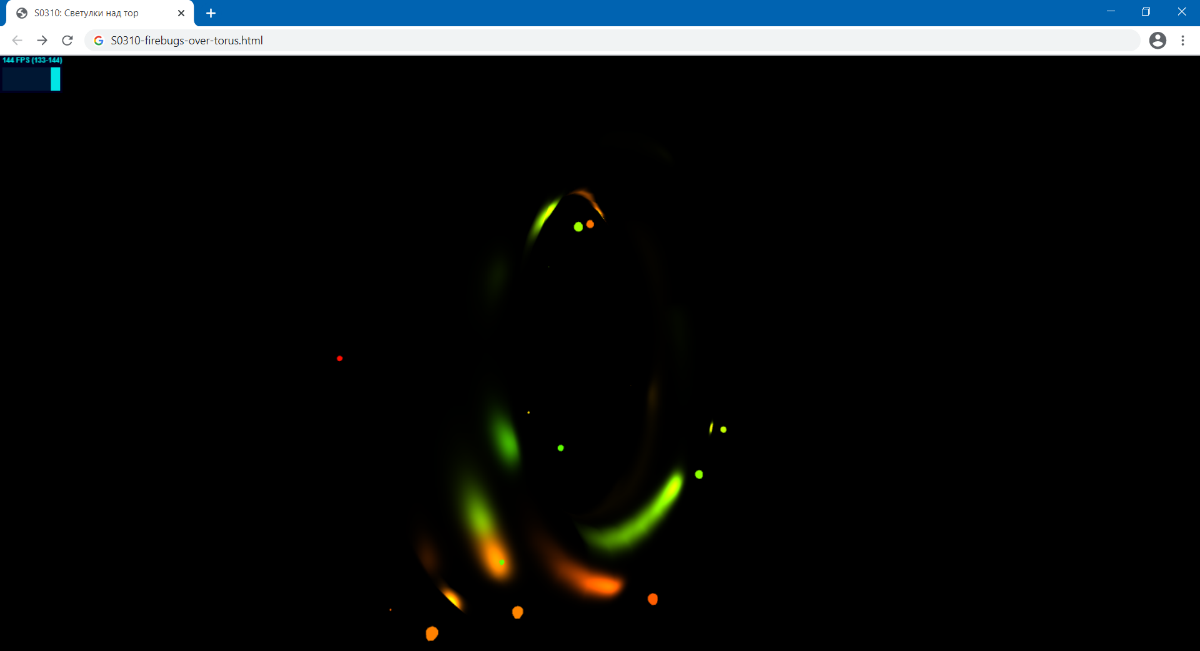 S0310: Светулки над тор
S0310-firebugs-over-torus.html
144 FPS (133-144)